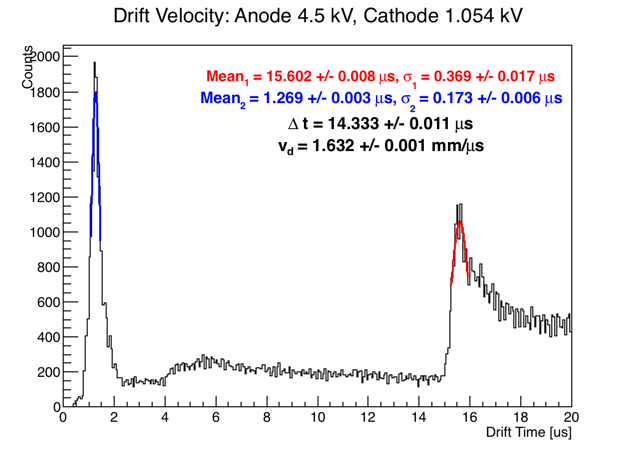 Drift Velocity: Anode 4.5 kV, Cathode 1.054 kV
Counts
Mean₁ = 15.602 +/- 0.008 μs, σ₁ = 0.369 +/- 0.017 μs
Mean₂ = 1.269 +/- 0.003 μs, σ₂ = 0.173 +/- 0.006 μs
Δ t = 14.333 +/- 0.011 μs
v_d = 1.632 +/- 0.001 mm/μs
2000
1800
1600
1400
1200
1000
800
600
400
200
0
0 2 4 6 8 10 12 14 16 18 20
Drift Time [us]